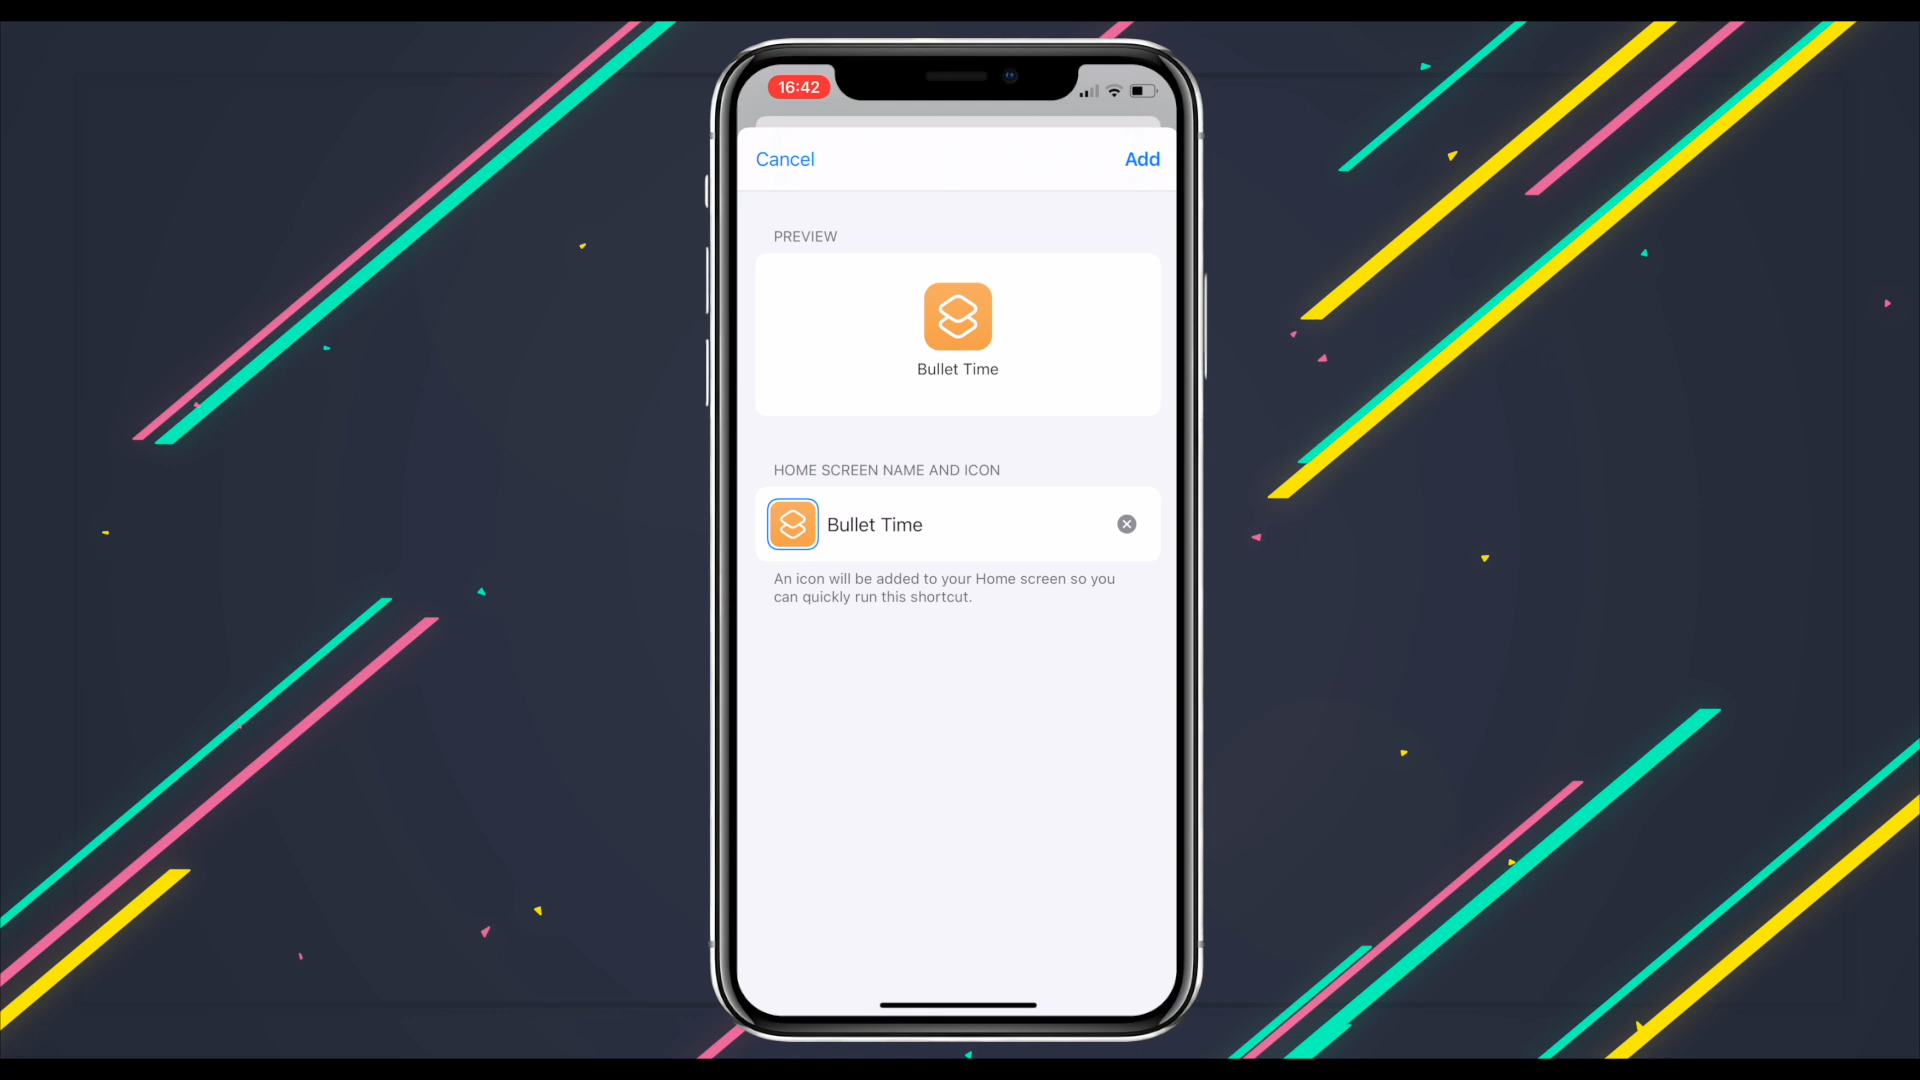 16:42
Cancel
Add
PREVIEW
Bullet Time
HOME SCREEN NAME AND ICON
Bullet Time
An icon will be added to your Home screen so you
can quickly run this shortcut.